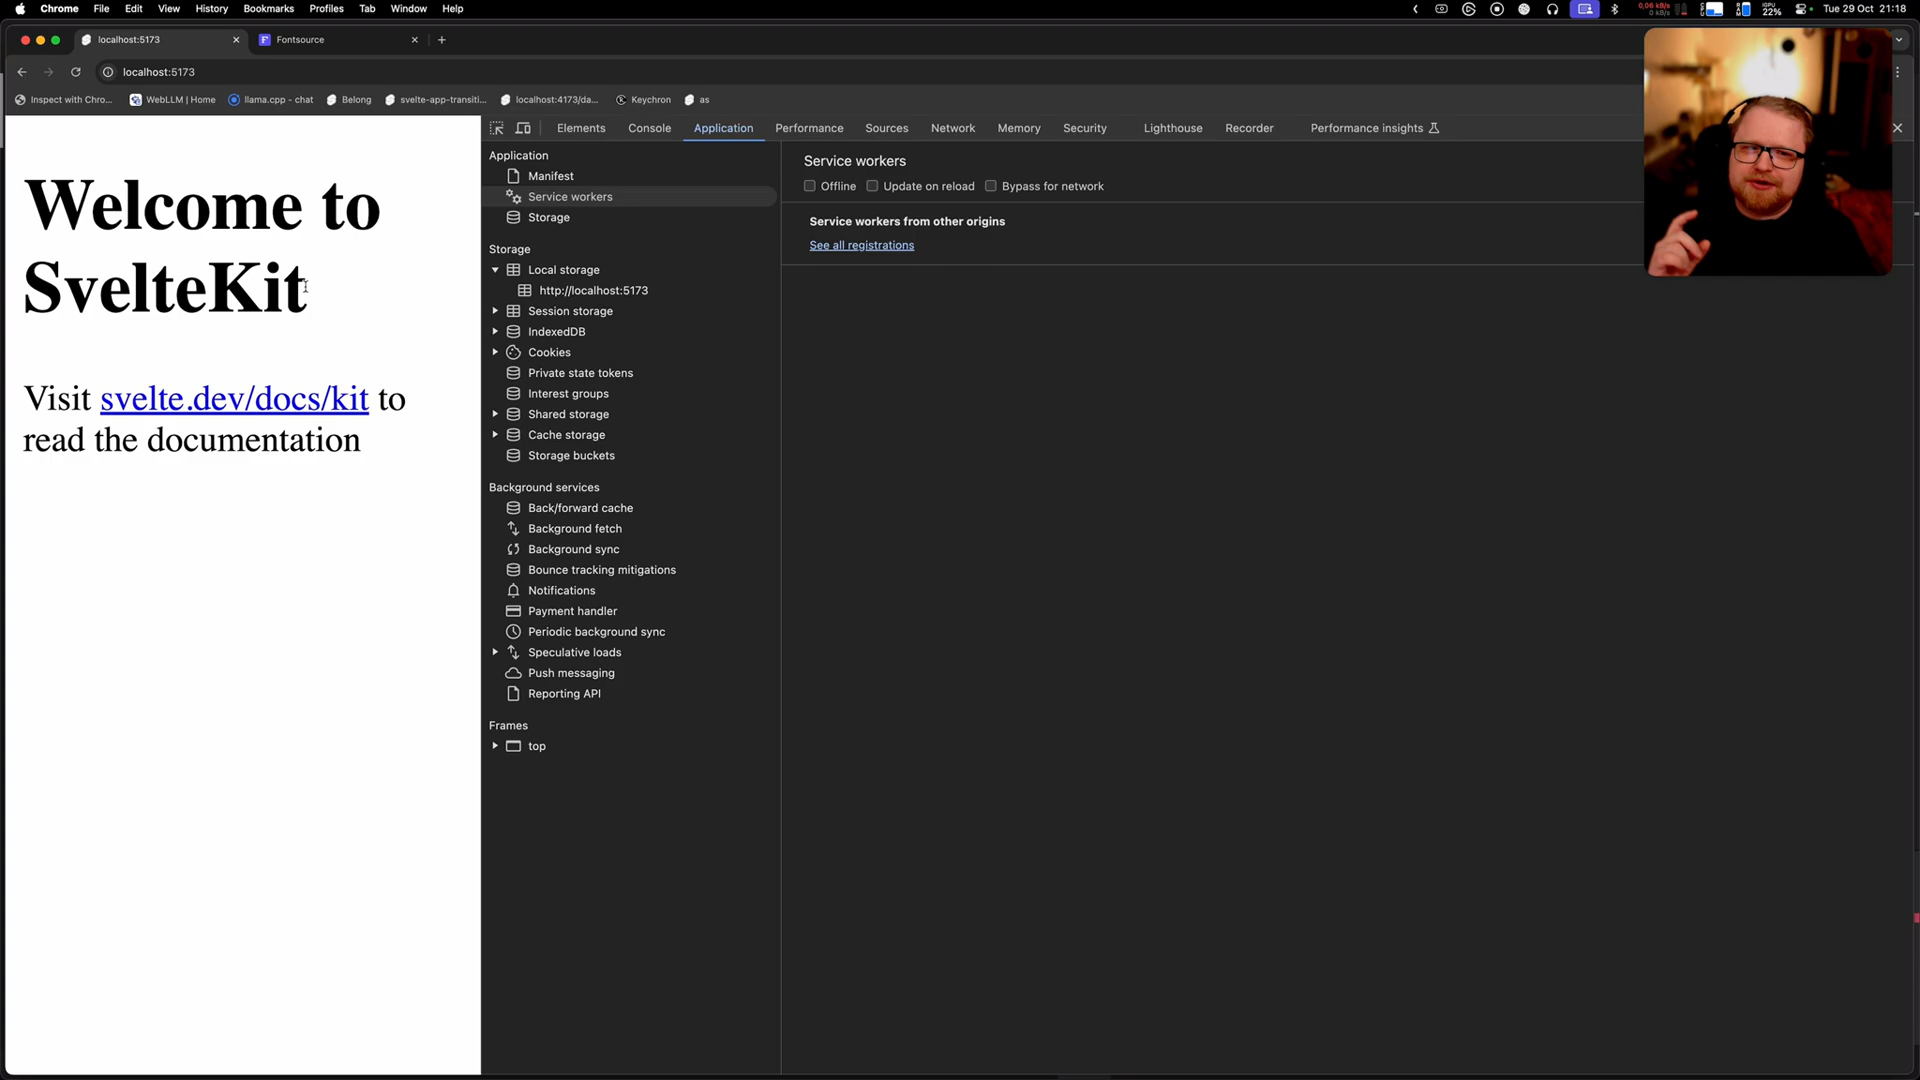 Chrome File Edit View History Bookmarks Profiles Tab Window Help
0,06 kB/s
0 kB/s
22%
Tue 29 Oct 21:18
localhost:5173
Fontsource
localhost:5173
Inspect with Chro...
WebLLM | Home
llama.cpp - chat
Belong
svelte-app-transiti...
localhost:4173/da...
Keychron
as
Welcome to
SvelteKit
Visit svelte.dev/docs/kit to
read the documentation
Elements Console Application Performance Sources Network Memory Security Lighthouse Recorder Performance insights
Application
Manifest
Service workers
Storage
Storage
Local storage
http://localhost:5173
Session storage
IndexedDB
Cookies
Private state tokens
Interest groups
Shared storage
Cache storage
Storage buckets
Background services
Back/forward cache
Background fetch
Background sync
Bounce tracking mitigations
Notifications
Payment handler
Periodic background sync
Speculative loads
Push messaging
Reporting API
Frames
top
Service workers
Offline Update on reload Bypass for network
Service workers from other origins
See all registrations